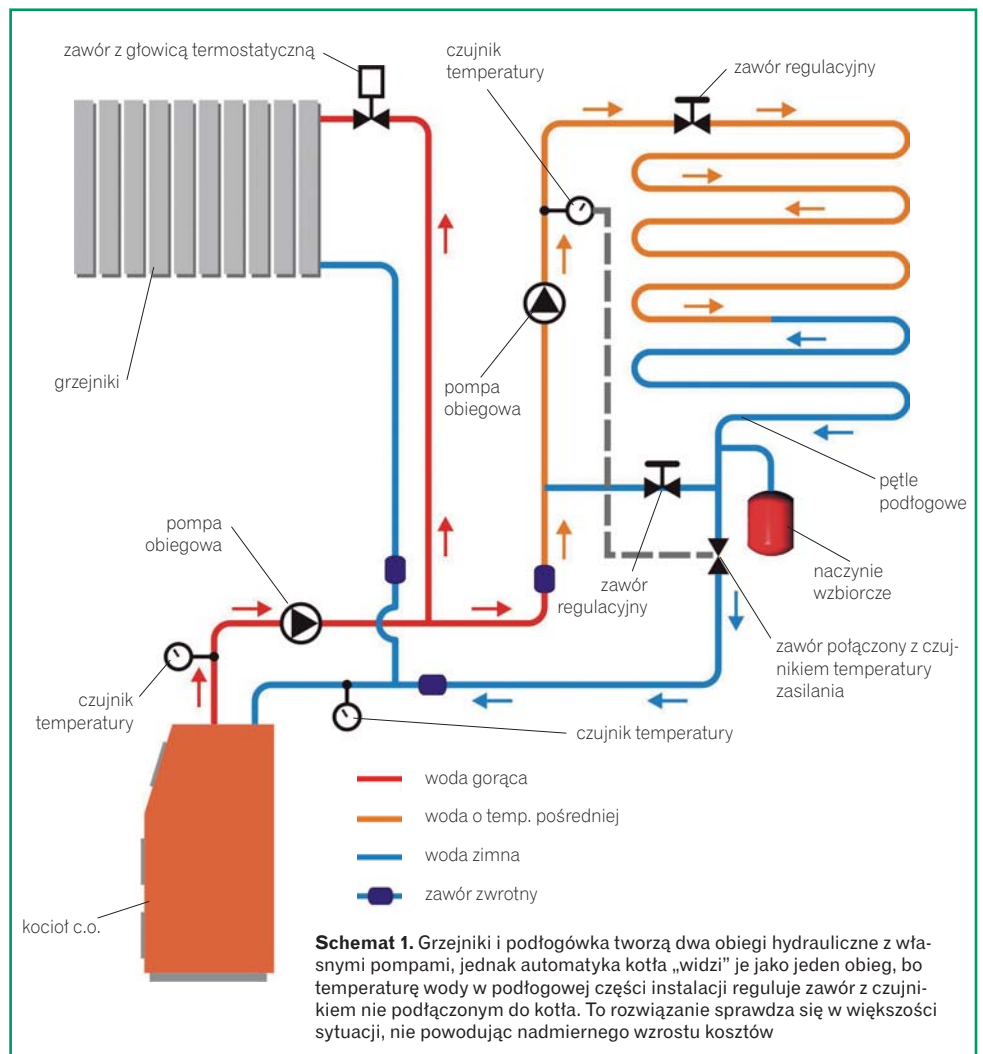 zawór z głowicą termostatyczną
czujnik
temperatury
zawór regulacyjny
grzejniki
pompa
obiegowa
pętle
podłogowe
pompa
obiegowa
zawór
regulacyjny
naczynie
wzbiorcze
zawór połączony z czuj-
nikiem temperatury
zasilania
czujnik
temperatury
czujnik temperatury
woda gorąca
woda o temp. pośredniej
woda zimna
zawór zwrotny
kocioł c.o.
Schemat 1. Grzejniki i podłogówka tworzą dwa obiegi hydrauliczne z wła-
snymi pompami, jednak automatyka kotła „widzi” je jako jeden obieg, bo
temperaturę wody w podłogowej części instalacji reguluje zawór z czujni-
kiem nie podłączonym do kotła. To rozwiązanie sprawdza się w większości
sytuacji, nie powodując nadmiernego wzrostu kosztów